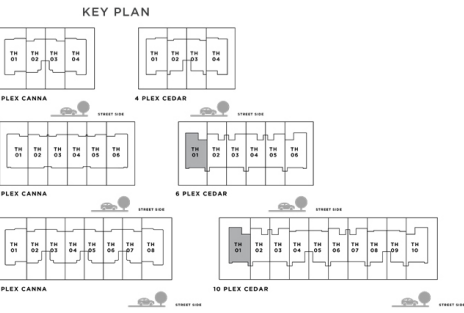 KEY PLAN
TH 01 TH 02 TH 03 TH 04
TH 01 TH 02 TH 03 TH 04
PLEX CANNA
4 PLEX CEDAR
STREET SIDE
STREET SIDE
TH 01 TH 02 TH 03 TH 04 TH 05 TH 06
TH 01 TH 02 TH 03 TH 04 TH 05 TH 06
PLEX CANNA
6 PLEX CEDAR
STREET SIDE
STREET SIDE
TH 01 TH 02 TH 03 TH 04 TH 05 TH 06 TH 07 TH 08
TH 01 TH 02 TH 03 TH 04 TH 05 TH 06 TH 07 TH 08 TH 09 TH 10
PLEX CANNA
10 PLEX CEDAR
STREET SIDE
STREET SIDE